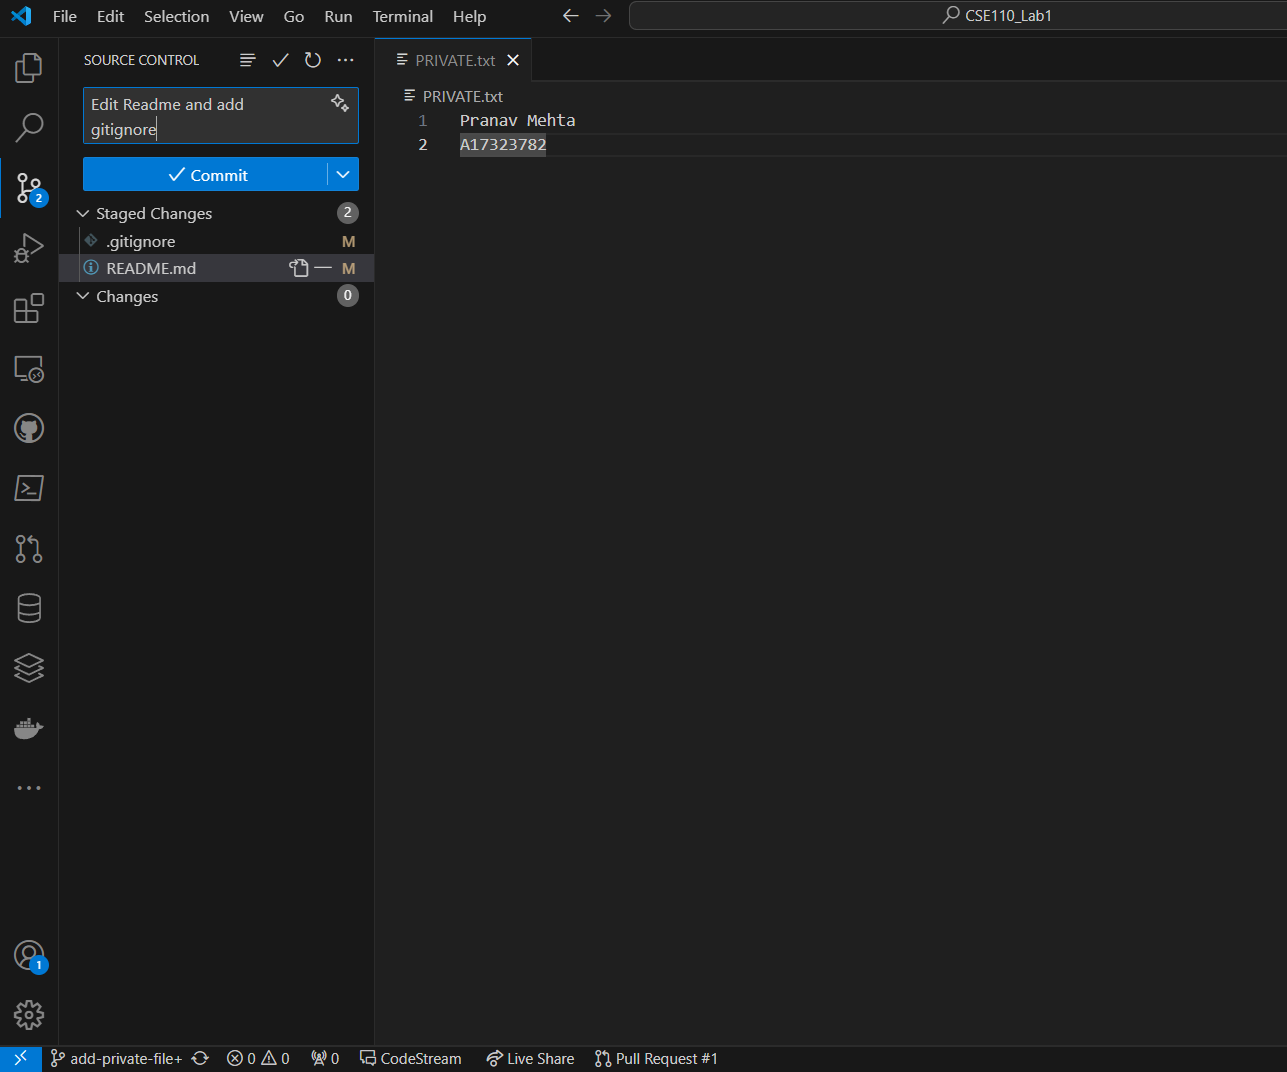 File Edit Selection View Go Run Terminal Help
CSE110_Lab1
SOURCE CONTROL
PRIVATE.txt
Edit Readme and add
gitignore
Commit
Staged Changes 2
.gitignore M
README.md M
Changes 0
PRIVATE.txt
1 Pranav Mehta
2 A17323782
2
1
add-private-file+ 0 0 0 CodeStream Live Share Pull Request #1